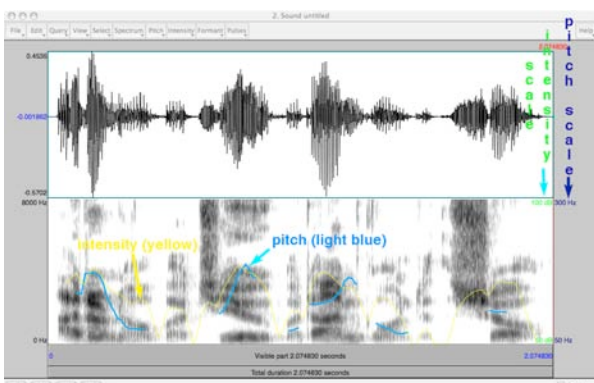 2. Sound untitled
File Edit Query View Select Spectrum Pitch Intensity Formant Pulses Help
2.074830
0.4536
-0.001862
-0.5702
8000 Hz
0 Hz
intensity scale
pitch scale
100 dB
300 Hz
50 Hz
intensity (yellow)
pitch (light blue)
0
Visible part 2.074830 seconds
2.074830
Total duration 2.074830 seconds